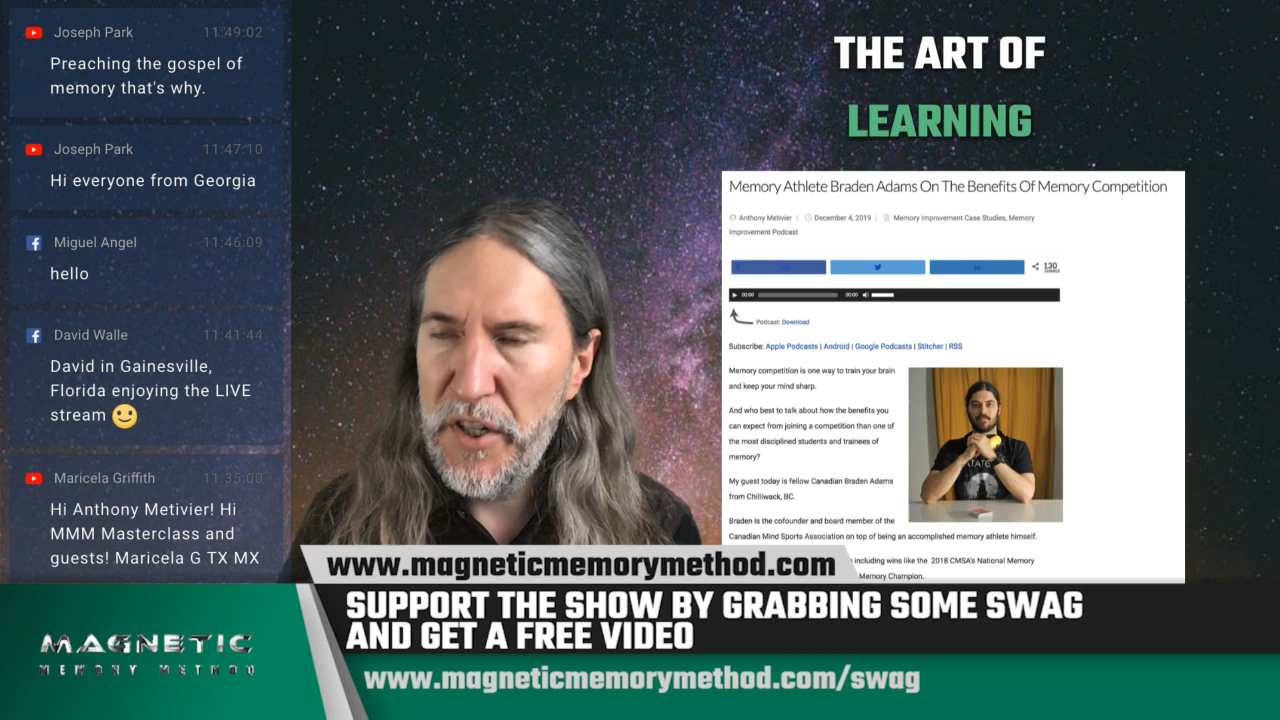 Joseph Park 11:49:02
Preaching the gospel of
memory that's why.
Joseph Park 11:47:10
Hi everyone from Georgia
Miguel Angel 11:46:09
hello
David Walle 11:41:44
David in Gainesville,
Florida enjoying the LIVE
stream
Maricela Griffith 11:35:00
Hi Anthony Metivier! Hi
MMM Masterclass and
guests! Maricela G TX MX
THE ART OF
LEARNING
Memory Athlete Braden Adams On The Benefits Of Memory Competition
Anthony Metivier | December 4, 2019 | Memory Improvement Case Studies, Memory
Improvement Podcast
130
SHARES
00:00 00:00
Podcast: Download
Subscribe: Apple Podcasts | Android | Google Podcasts | Stitcher | RSS
Memory competition is one way to train your brain
and keep your mind sharp.
And who best to talk about how the benefits you
can expect from joining a competition than one of
the most disciplined students and trainees of
memory?
My guest today is fellow Canadian Braden Adams
from Chilliwack, BC.
Braden is the cofounder and board member of the
Canadian Mind Sports Association on top of being an accomplished memory athlete himself.
including wins like the 2018 CMSA's National Memory
Memory Champion.
www.magneticmemorymethod.com
SUPPORT THE SHOW BY GRABBING SOME SWAG
AND GET A FREE VIDEO
www.magneticmemorymethod.com/swag
MAGNETIC
MEMORY METHOD